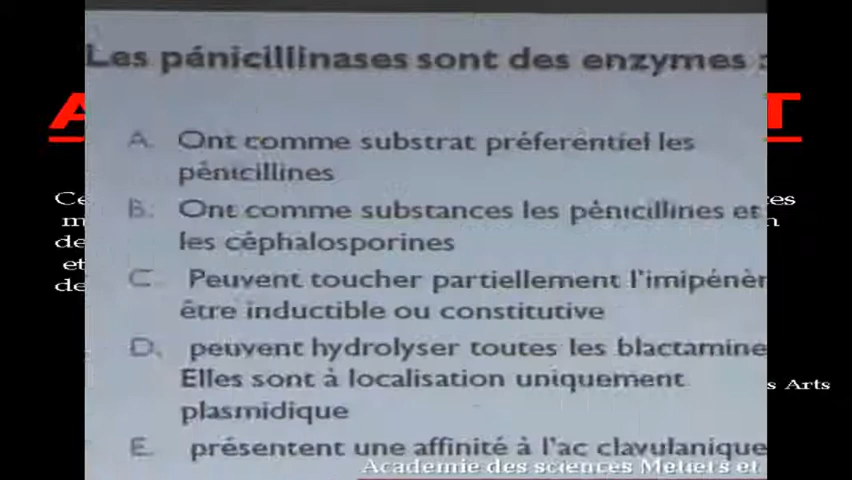 Les pénicillinases sont des enzymes :
A. Ont comme substrat préferentiel les
pénicillines
B. Ont comme substances les pénicillines et
les céphalosporines
C. Peuvent toucher partiellement l'imipénèm
être inductible ou constitutive
D. peuvent hydrolyser toutes les blactamine
Elles sont à localisation uniquement
plasmidique
E. présentent une affinité à l'ac clavulanique
s Arts
Academie des sciences Metiers et